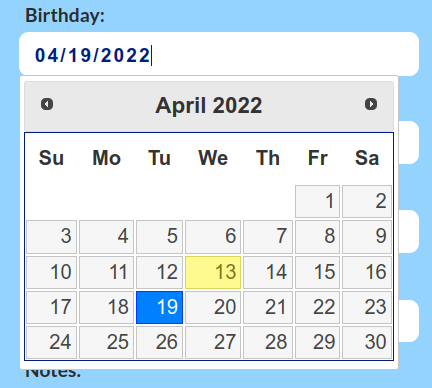 Birthday:
04/19/2022
April 2022
Su Mo Tu We Th Fr Sa
1 2
3 4 5 6 7 8 9
10 11 12 13 14 15 16
17 18 19 20 21 22 23
24 25 26 27 28 29 30
Notes: